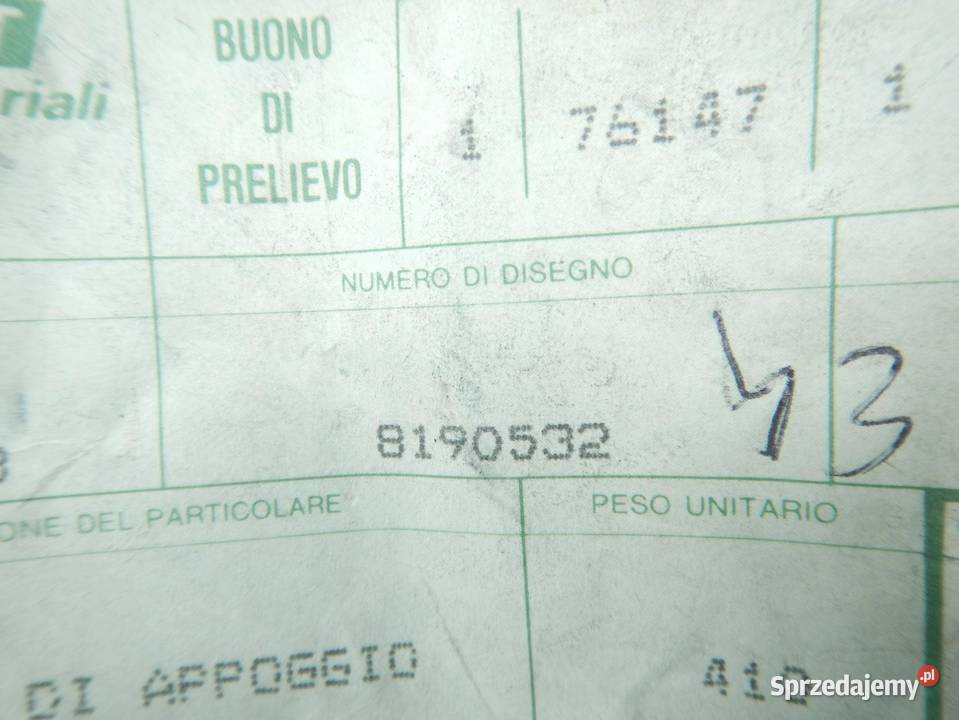 BUONO
DI
PRELIEVO
riali
1 76147 1
NUMERO DI DISEGNO
8190532
43
ONE DEL PARTICOLARE
PESO UNITARIO
DI APPOGGIO
Sprzedajemy.pl